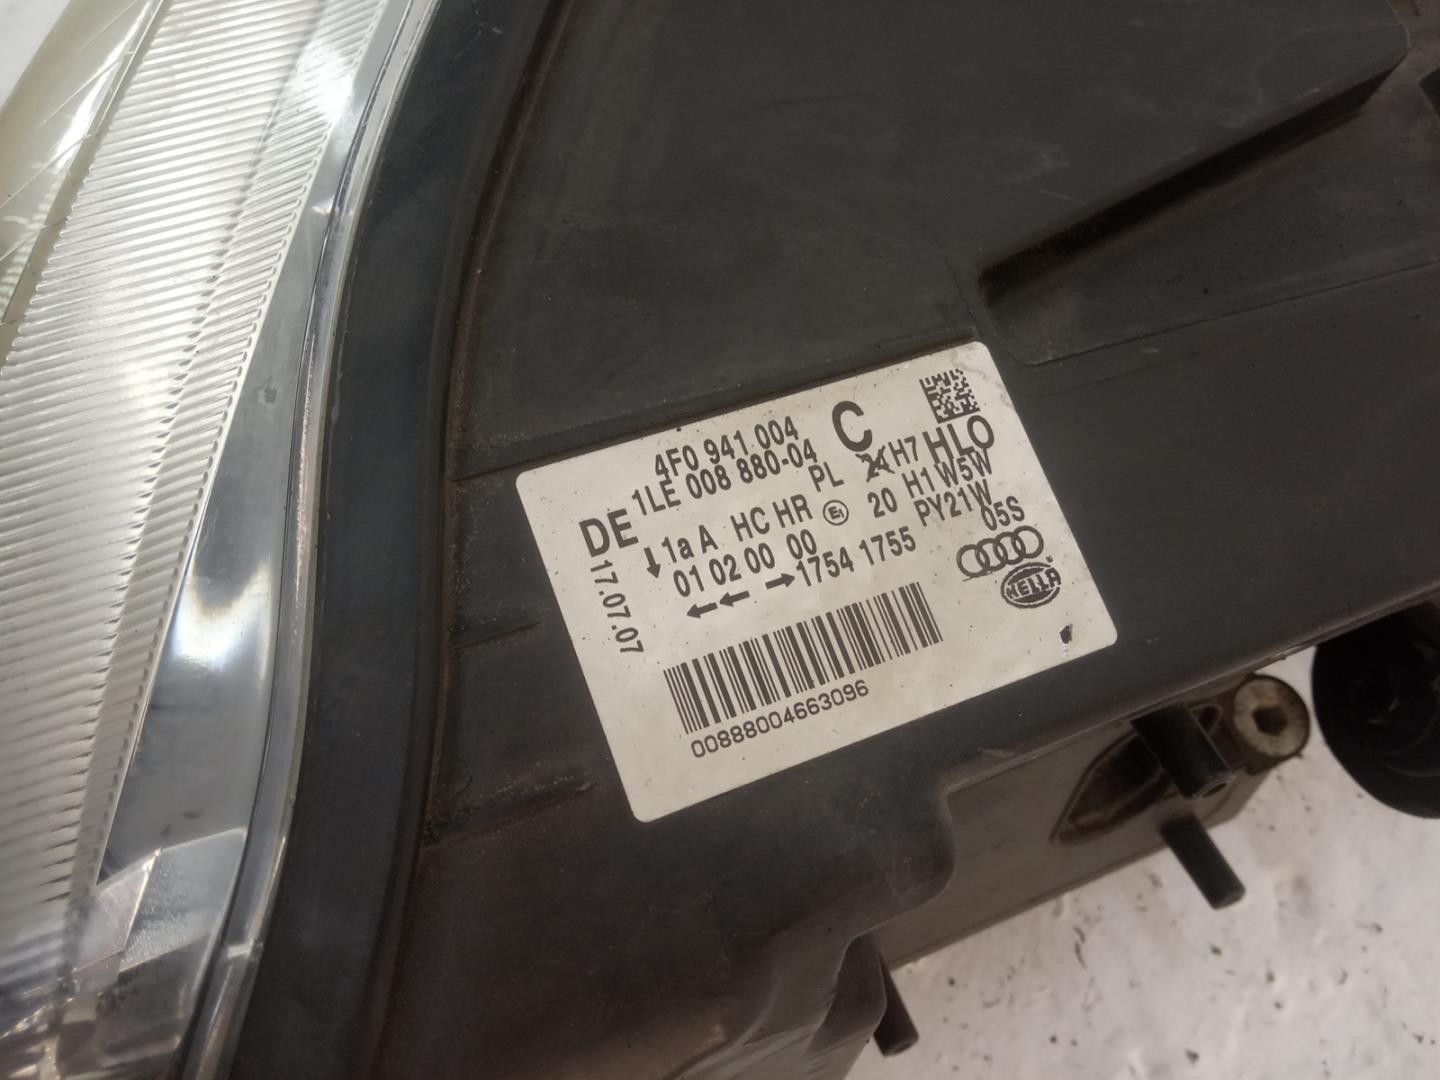 4F0 941 004 C
1LE 008 880-04
DE
PL H7 HLO
1a A HC HR E1 20 H1 W5W
01 02 00 00 PY21W
17.07.07
1754 1755 05S
HELLA
00888004663096